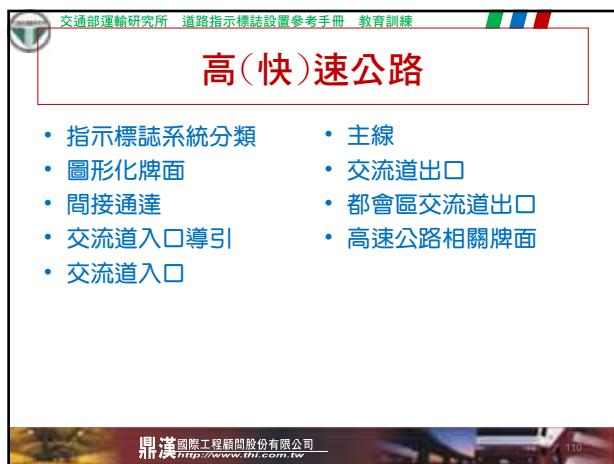 交通部運輸研究所 道路指示標誌設置參考手冊 教育訓練
高(快)速公路
• 指示標誌系統分類
• 圖形化牌面
• 間接通達
• 交流道入口導引
• 交流道入口
• 主線
• 交流道出口
• 都會區交流道出口
• 高速公路相關牌面
鼎漢國際工程顧問股份有限公司
http://www.thi.com.tw
110